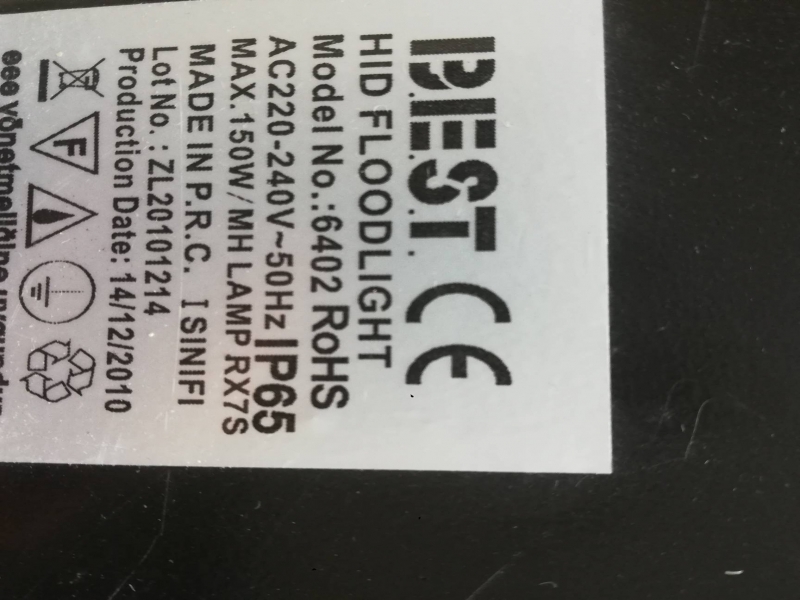 D.E.S.T. CE
HID FLOODLIGHT
Model No.:6402 RoHS
AC220-240V~50Hz IP65
MAX.150W/MH LAMP RX7S
MADE IN P.R.C. I SINIFI
Lot No.: ZL20101214
Production Date: 14/12/2010
F